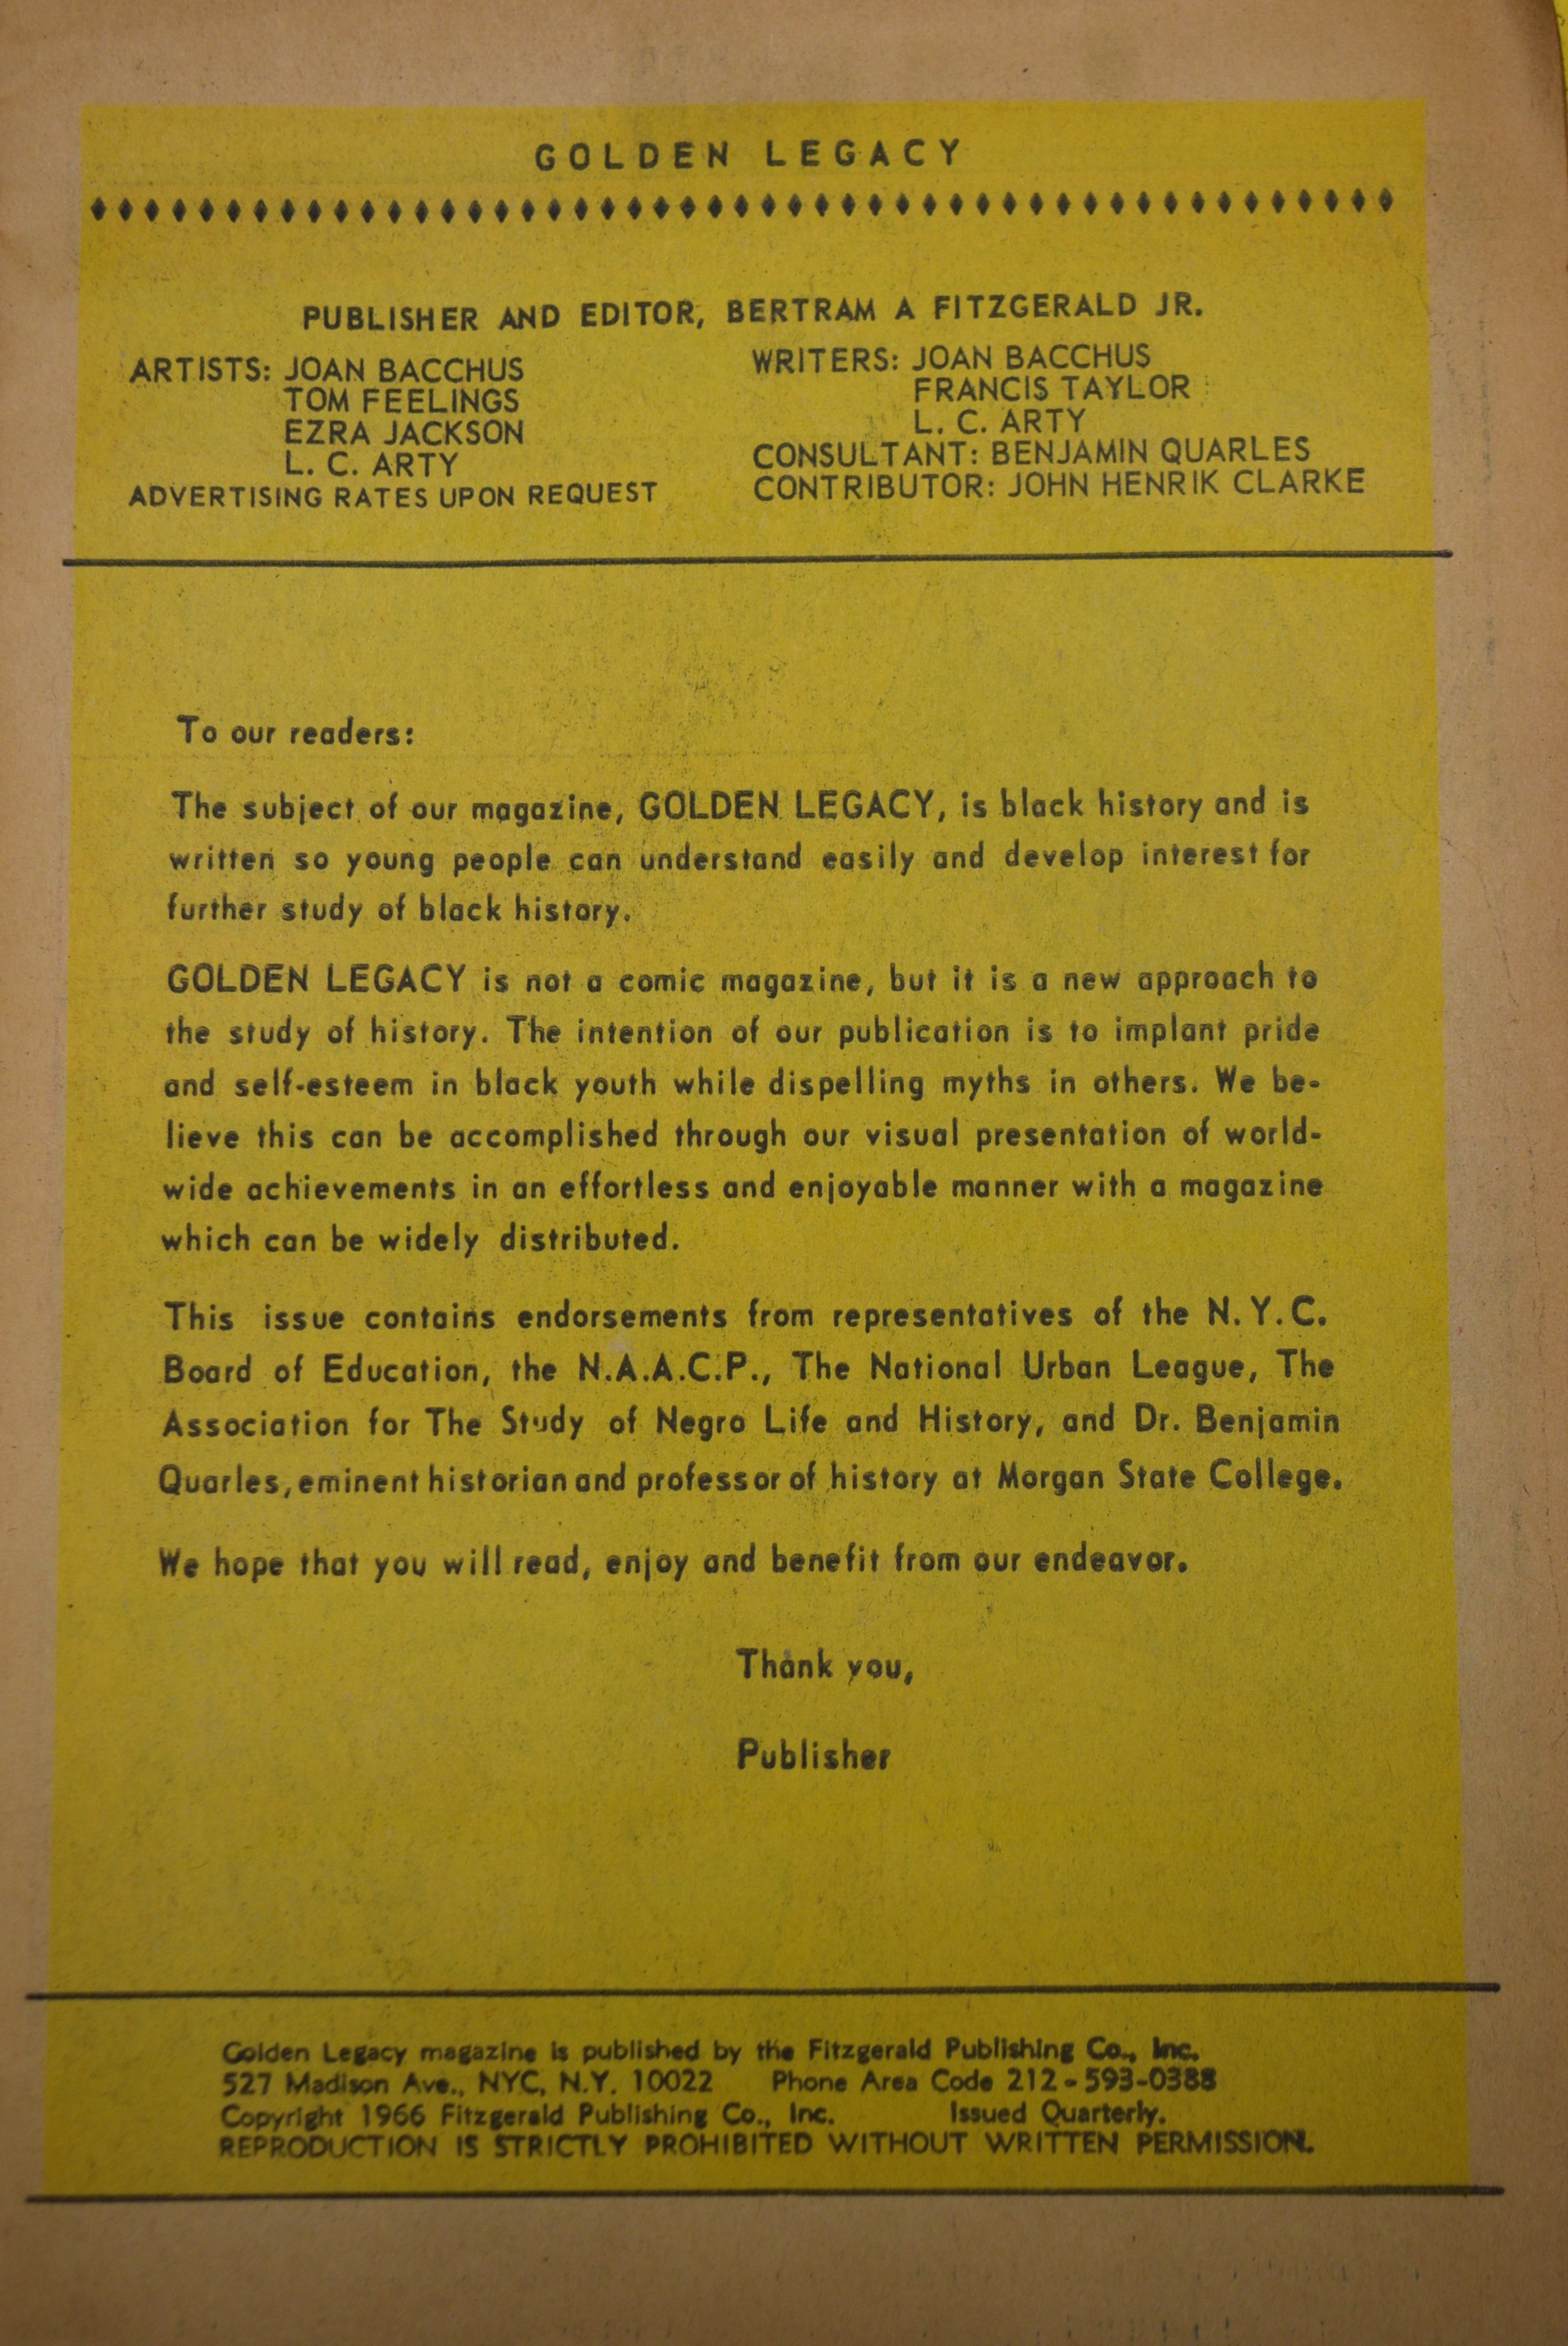 GOLDEN LEGACY
PUBLISHER AND EDITOR, BERTRAM A FITZGERALD JR.
ARTISTS: JOAN BACCHUS
TOM FEELINGS
EZRA JACKSON
L. C. ARTY
ADVERTISING RATES UPON REQUEST
WRITERS: JOAN BACCHUS
FRANCIS TAYLOR
L. C. ARTY
CONSULTANT: BENJAMIN QUARLES
CONTRIBUTOR: JOHN HENRIK CLARKE
To our readers:
The subject of our magazine, GOLDEN LEGACY, is black history and is
written so young people can understand easily and develop interest for
further study of black history.
GOLDEN LEGACY is not a comic magazine, but it is a new approach to
the study of history. The intention of our publication is to implant pride
and self-esteem in black youth while dispelling myths in others. We be-
lieve this can be accomplished through our visual presentation of world-
wide achievements in an effortless and enjoyable manner with a magazine
which can be widely distributed.
This issue contains endorsements from representatives of the N.Y.C.
Board of Education, the N.A.A.C.P., The National Urban League, The
Association for The Study of Negro Life and History, and Dr. Benjamin
Quarles, eminent historian and professor of history at Morgan State College.
We hope that you will read, enjoy and benefit from our endeavor.
Thank you,
Publisher
Golden Legacy magazine is published by the Fitzgerald Publishing Co., Inc.
527 Madison Ave., NYC, N.Y. 10022 Phone Area Code 212-593-0388
Copyright 1966 Fitzgerald Publishing Co., Inc. Issued Quarterly.
REPRODUCTION IS STRICTLY PROHIBITED WITHOUT WRITTEN PERMISSION.